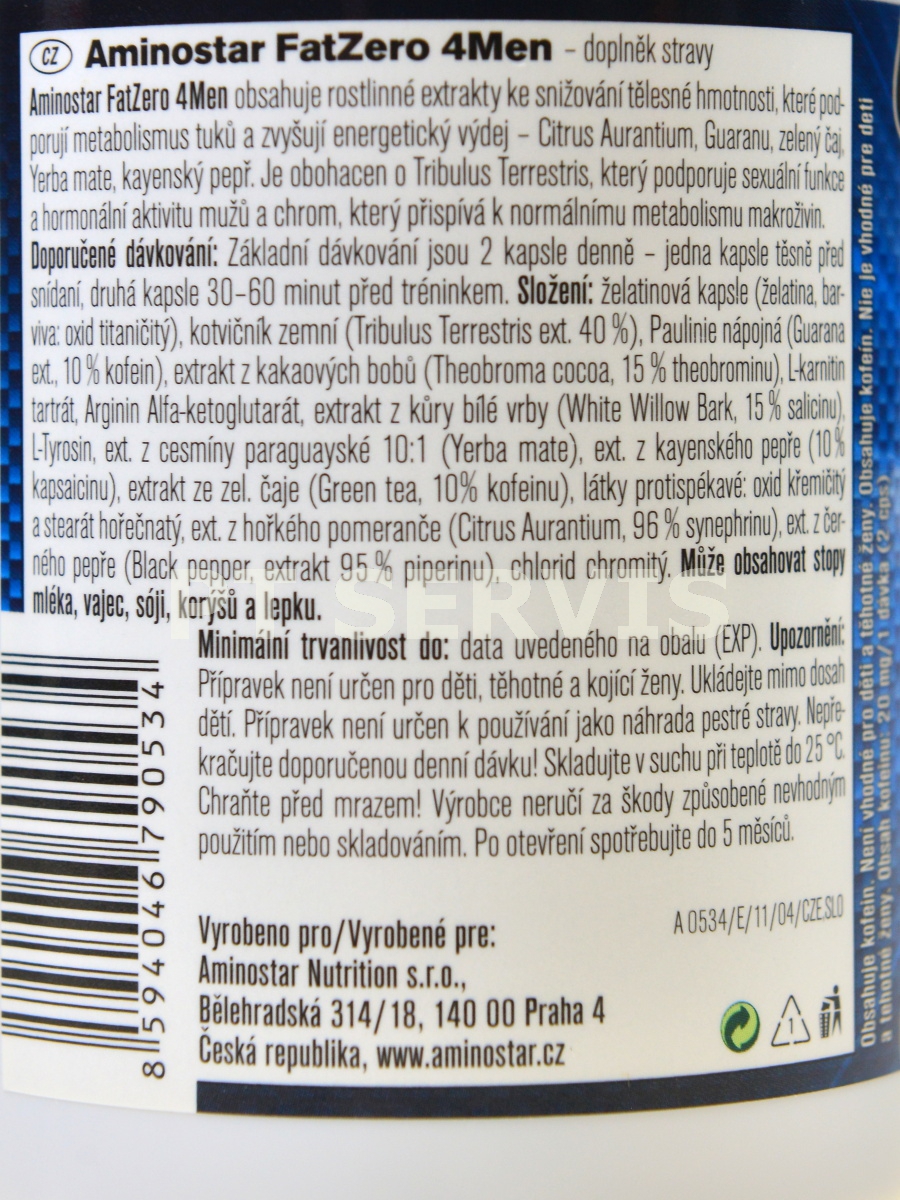 CZ Aminostar FatZero 4Men – doplněk stravy
Aminostar FatZero 4Men obsahuje rostlinné extrakty ke snižování tělesné hmotnosti, které pod-
porují metabolismus tuků a zvyšují energetický výdej – Citrus Aurantium, Guaranu, zelený čaj,
Yerba mate, kayenský pepř. Je obohacen o Tribulus Terrestris, který podporuje sexuální funkce
a hormonální aktivitu mužů a chrom, který přispívá k normálnímu metabolismu makroživin.
Doporučené dávkování: Základní dávkování jsou 2 kapsle denně – jedna kapsle těsně před
snídaní, druhá kapsle 30–60 minut před tréninkem. Složení: želatinová kapsle (želatina, bar-
viva: oxid titaničitý), kotvičník zemní (Tribulus Terrestris ext. 40 %), Paulinie nápojná (Guarana
ext., 10 % kofein), extrakt z kakaových bobů (Theobroma cocoa, 15 % theobrominu), L-karnitin
tartrát, Arginin Alfa-ketoglutarát, extrakt z kůry bílé vrby (White Willow Bark, 15 % salicinu),
L-Tyrosin, ext. z cesmíny paraguayské 10:1 (Yerba mate), ext. z kayenského pepře (10 %
kapsaicinu), extrakt ze zel. čaje (Green tea, 10% kofeinu), látky protispékavé: oxid křemičitý
a stearát hořečnatý, ext. z hořkého pomeranče (Citrus Aurantium, 96 % synephrinu), ext. z čer-
ného pepře (Black pepper, extrakt 95 % piperinu), chlorid chromitý. Může obsahovat stopy
mléka, vajec, sóji, korýšů a lepku.
FIT SERVIS
Minimální trvanlivost do: data uvedeného na obalu (EXP). Upozornění:
Přípravek není určen pro děti, těhotné a kojící ženy. Ukládejte mimo dosah
dětí. Přípravek není určen k používání jako náhrada pestré stravy. Nepře-
kračujte doporučenou denní dávku! Skladujte v suchu při teplotě do 25 °C.
Chraňte před mrazem! Výrobce neručí za škody způsobené nevhodným
použitím nebo skladováním. Po otevření spotřebujte do 5 měsíců.
A 0534/E/11/04/CZE.SLO
Vyrobeno pro/Vyrobené pre:
Aminostar Nutrition s.r.o.,
Bělehradská 314/18, 140 00 Praha 4
Česká republika, www.aminostar.cz
1
8 594046 790534
Obsahuje kofein. Není vhodné pro děti a těhotné ženy. Obsahuje kofeín. Nie je vhodné pre deti
a tehotné ženy. Obsah kofeinu: 20 mg/1 dávka (2 cps).